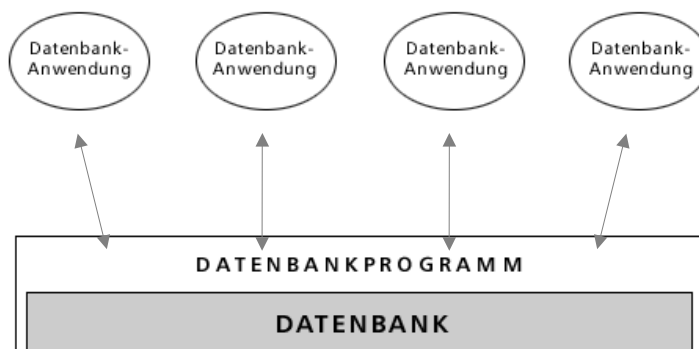 Datenbank-
Anwendung
Datenbank-
Anwendung
Datenbank-
Anwendung
Datenbank-
Anwendung
DATENBANKPROGRAMM
DATENBANK